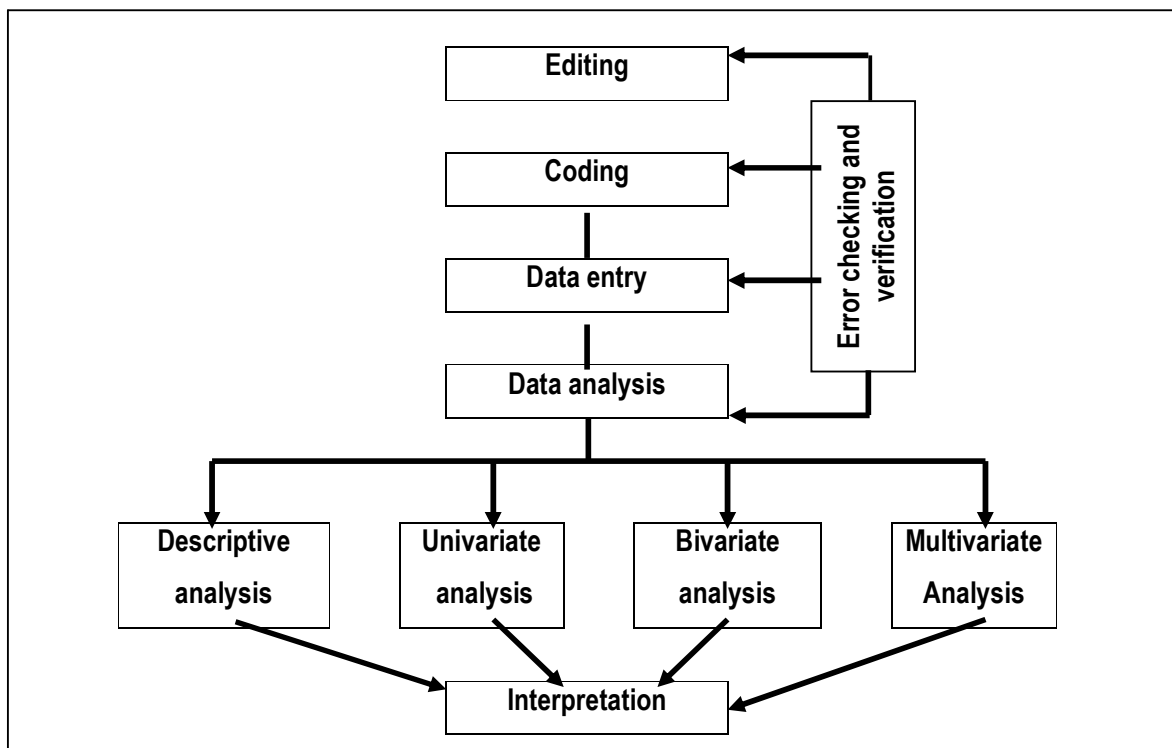 Editing
Coding
Data entry
Data analysis
Error checking and
verification
Descriptive
analysis
Univariate
analysis
Bivariate
analysis
Multivariate
Analysis
Interpretation